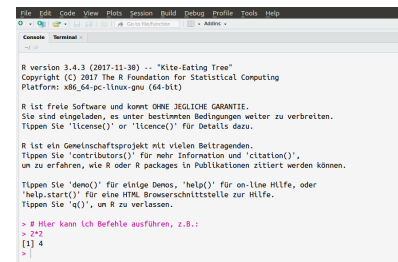 File Edit Code View Plots Session Build Debug Profile Tools Help
Go to file/function Addins
Console Terminal ×
~/
R version 3.4.3 (2017-11-30) -- "Kite-Eating Tree"
Copyright (C) 2017 The R Foundation for Statistical Computing
Platform: x86_64-pc-linux-gnu (64-bit)
R ist freie Software und kommt OHNE JEGLICHE GARANTIE.
Sie sind eingeladen, es unter bestimmten Bedingungen weiter zu verbreiten.
Tippen Sie 'license()' or 'licence()' für Details dazu.
R ist ein Gemeinschaftsprojekt mit vielen Beitragenden.
Tippen Sie 'contributors()' für mehr Information und 'citation()',
um zu erfahren, wie R oder R packages in Publikationen zitiert werden können.
Tippen Sie 'demo()' für einige Demos, 'help()' für on-line Hilfe, oder
'help.start()' für eine HTML Browserschnittstelle zur Hilfe.
Tippen Sie 'q()', um R zu verlassen.
> # Hier kann ich Befehle ausführen, z.B.:
> 2*2
[1] 4
>